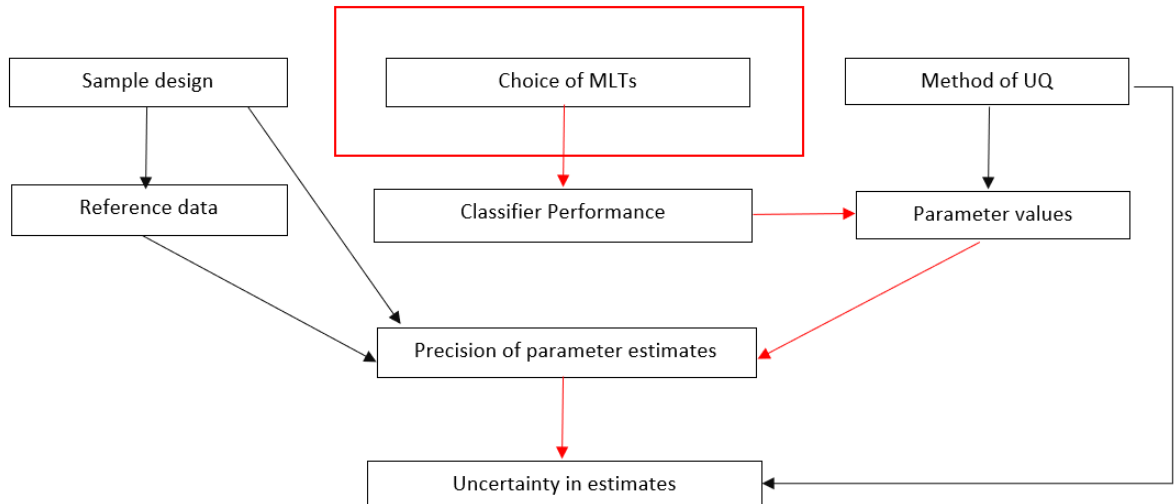 Sample design
Choice of MLTs
Method of UQ
Reference data
Classifier Performance
Parameter values
Precision of parameter estimates
Uncertainty in estimates